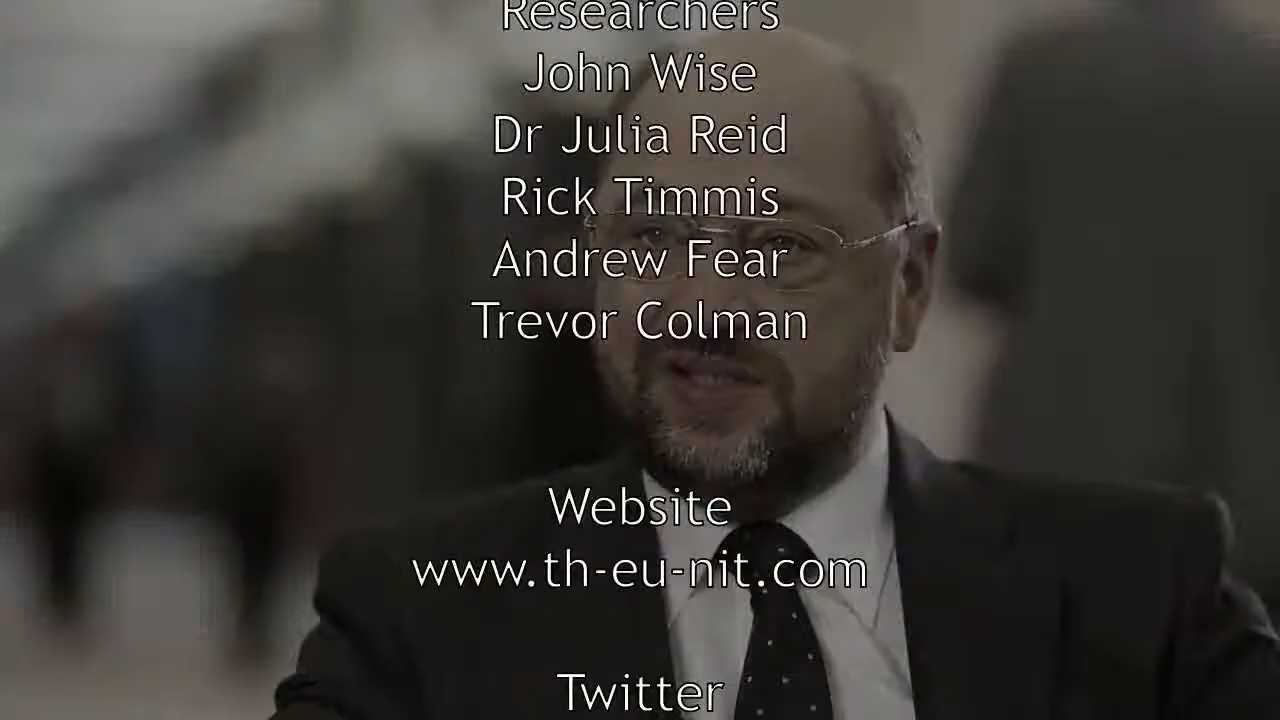 Researchers
John Wise
Dr Julia Reid
Rick Timmis
Andrew Fear
Trevor Colman
Website
www.th-eu-nit.com
Twitter